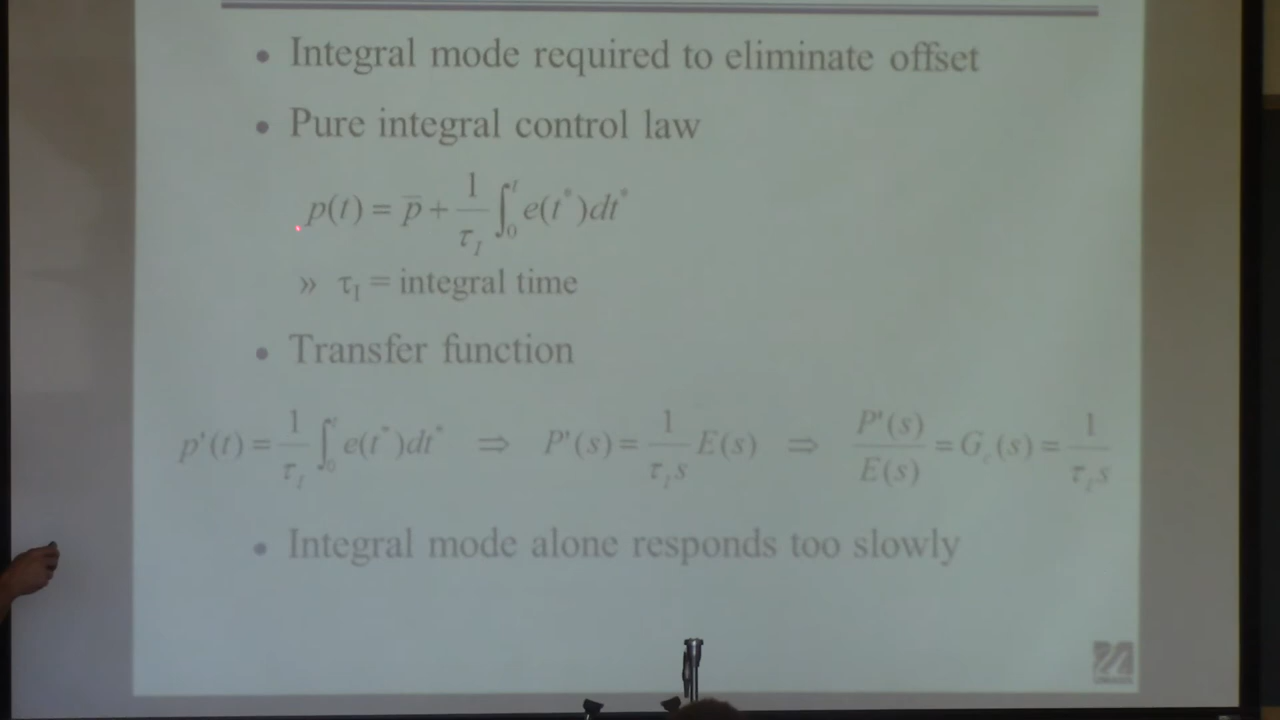 • Integral mode required to eliminate offset
• Pure integral control law
p(t) = p̅ + 1/τ_I ∫_0^t e(t*)dt*
» τ_I = integral time
• Transfer function
p'(t) = 1/τ_I ∫_0^t e(t*)dt* ⇒ P'(s) = 1/(τ_I s) E(s) ⇒ P'(s)/E(s) = G_c(s) = 1/(τ_I s)
• Integral mode alone responds too slowly